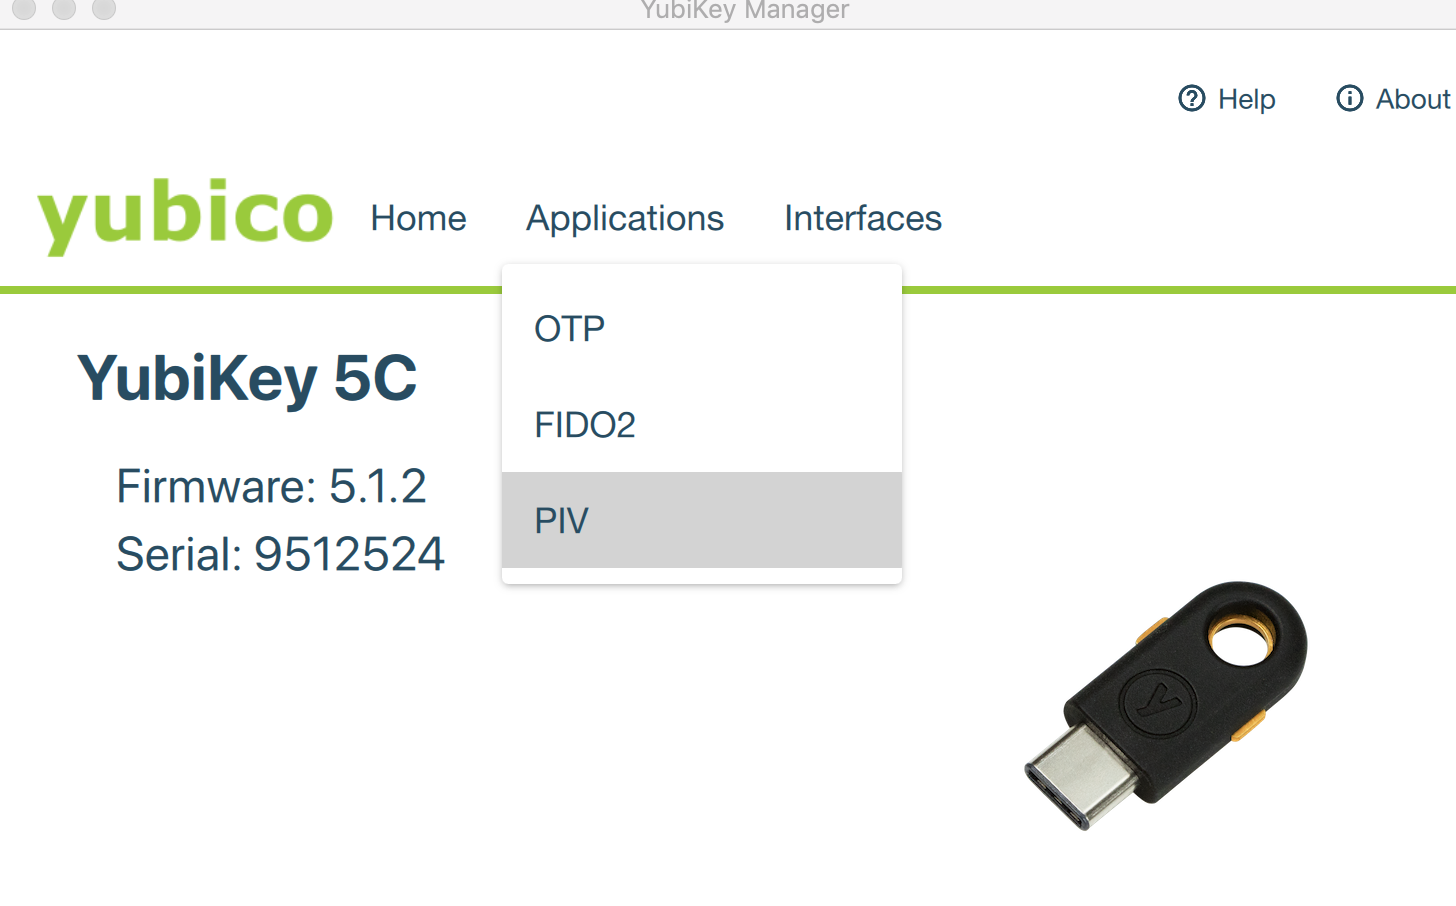 YubiKey Manager
Help
About
yubico
Home
Applications
Interfaces
OTP
FIDO2
PIV
YubiKey 5C
Firmware: 5.1.2
Serial: 9512524